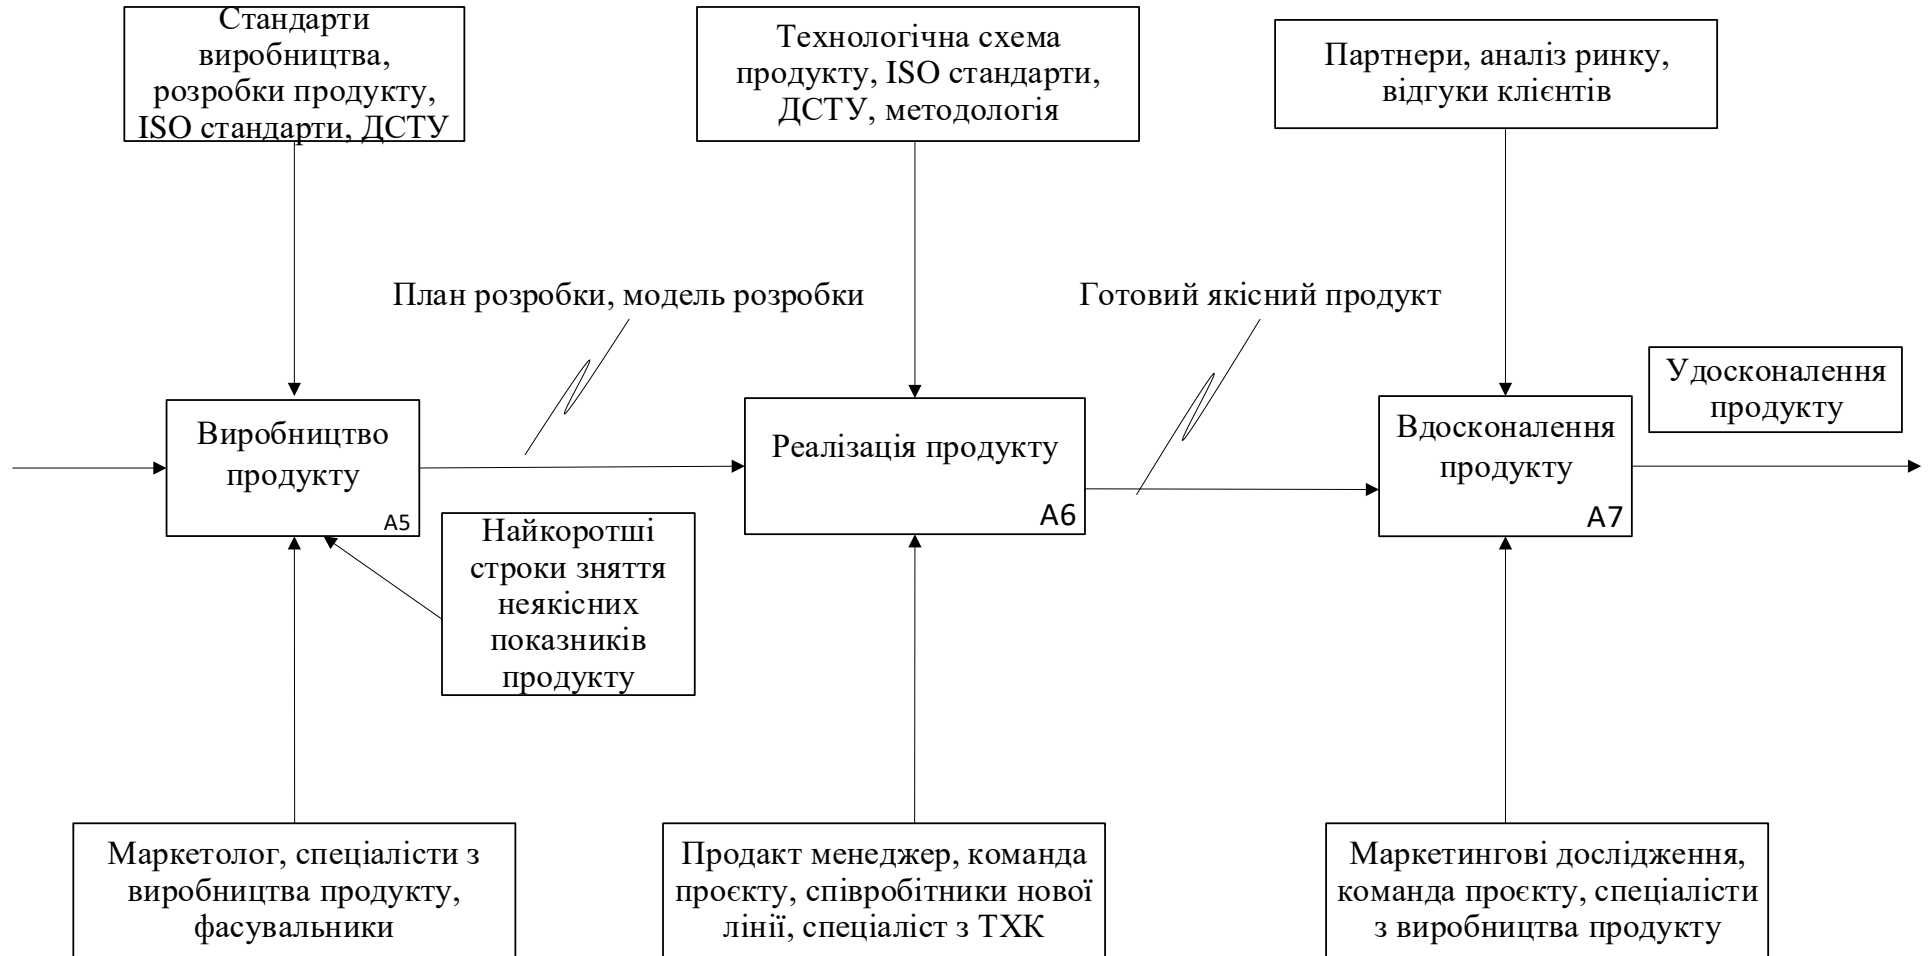 Стандарти
виробництва,
розробки продукту,
ISO стандарти, ДСТУ
Технологічна схема
продукту, ISO стандарти,
ДСТУ, методологія
Партнери, аналіз ринку,
відгуки клієнтів
План розробки, модель розробки
Готовий якісний продукт
Удосконалення
продукту
Виробництво
продукту
A5
Реалізація продукту
A6
Вдосконалення
продукту
A7
Найкоротші
строки зняття
неякісних
показників
продукту
Маркетолог, спеціалісти з
виробництва продукту,
фасувальники
Продакт менеджер, команда
проєкту, співробітники нової
лінії, спеціаліст з ТХК
Маркетингові дослідження,
команда проєкту, спеціалісти
з виробництва продукту